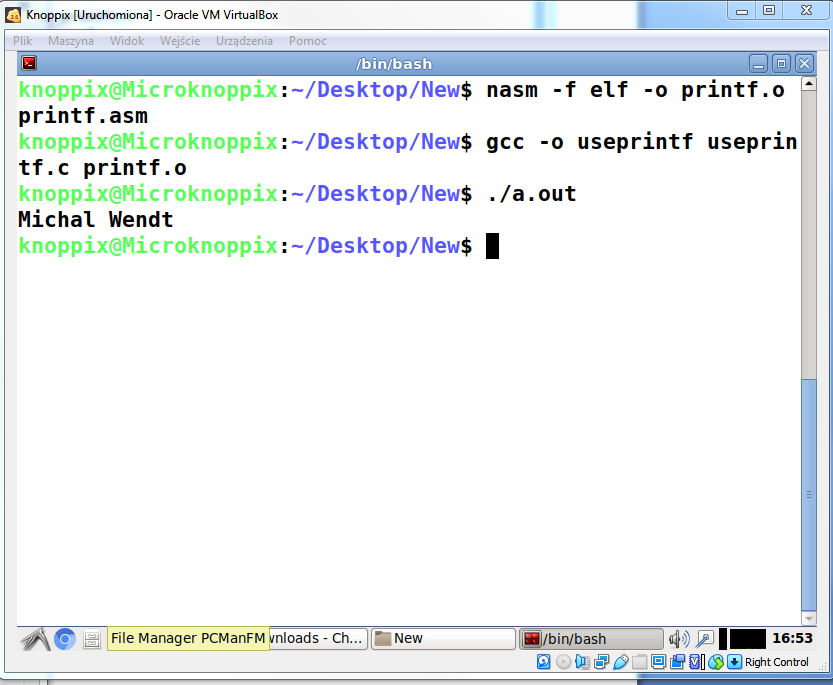 Knoppix [Uruchomiona] - Oracle VM VirtualBox
Plik Maszyna Widok Wejście Urządzenia Pomoc
/bin/bash
knoppix@Microknoppix:~/Desktop/New$ nasm -f elf -o printf.o
printf.asm
knoppix@Microknoppix:~/Desktop/New$ gcc -o useprintf useprin
tf.c printf.o
knoppix@Microknoppix:~/Desktop/New$ ./a.out
Michal Wendt
knoppix@Microknoppix:~/Desktop/New$
File Manager PCManFM wnloads - Ch... New /bin/bash 16:53
Right Control